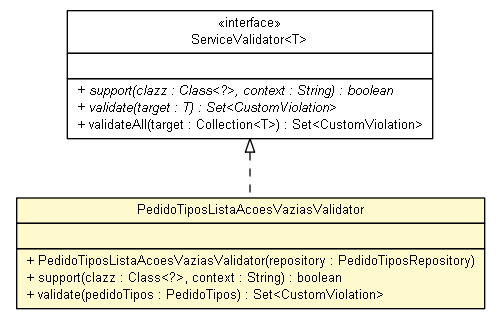 «interface»
ServiceValidator<T>
+ support(clazz : Class<?>, context : String) : boolean
+ validate(target : T) : Set<CustomViolation>
+ validateAll(target : Collection<T>) : Set<CustomViolation>
PedidoTiposListaAcoesVaziasValidator
+ PedidoTiposListaAcoesVaziasValidator(repository : PedidoTiposRepository)
+ support(clazz : Class<?>, context : String) : boolean
+ validate(pedidoTipos : PedidoTipos) : Set<CustomViolation>